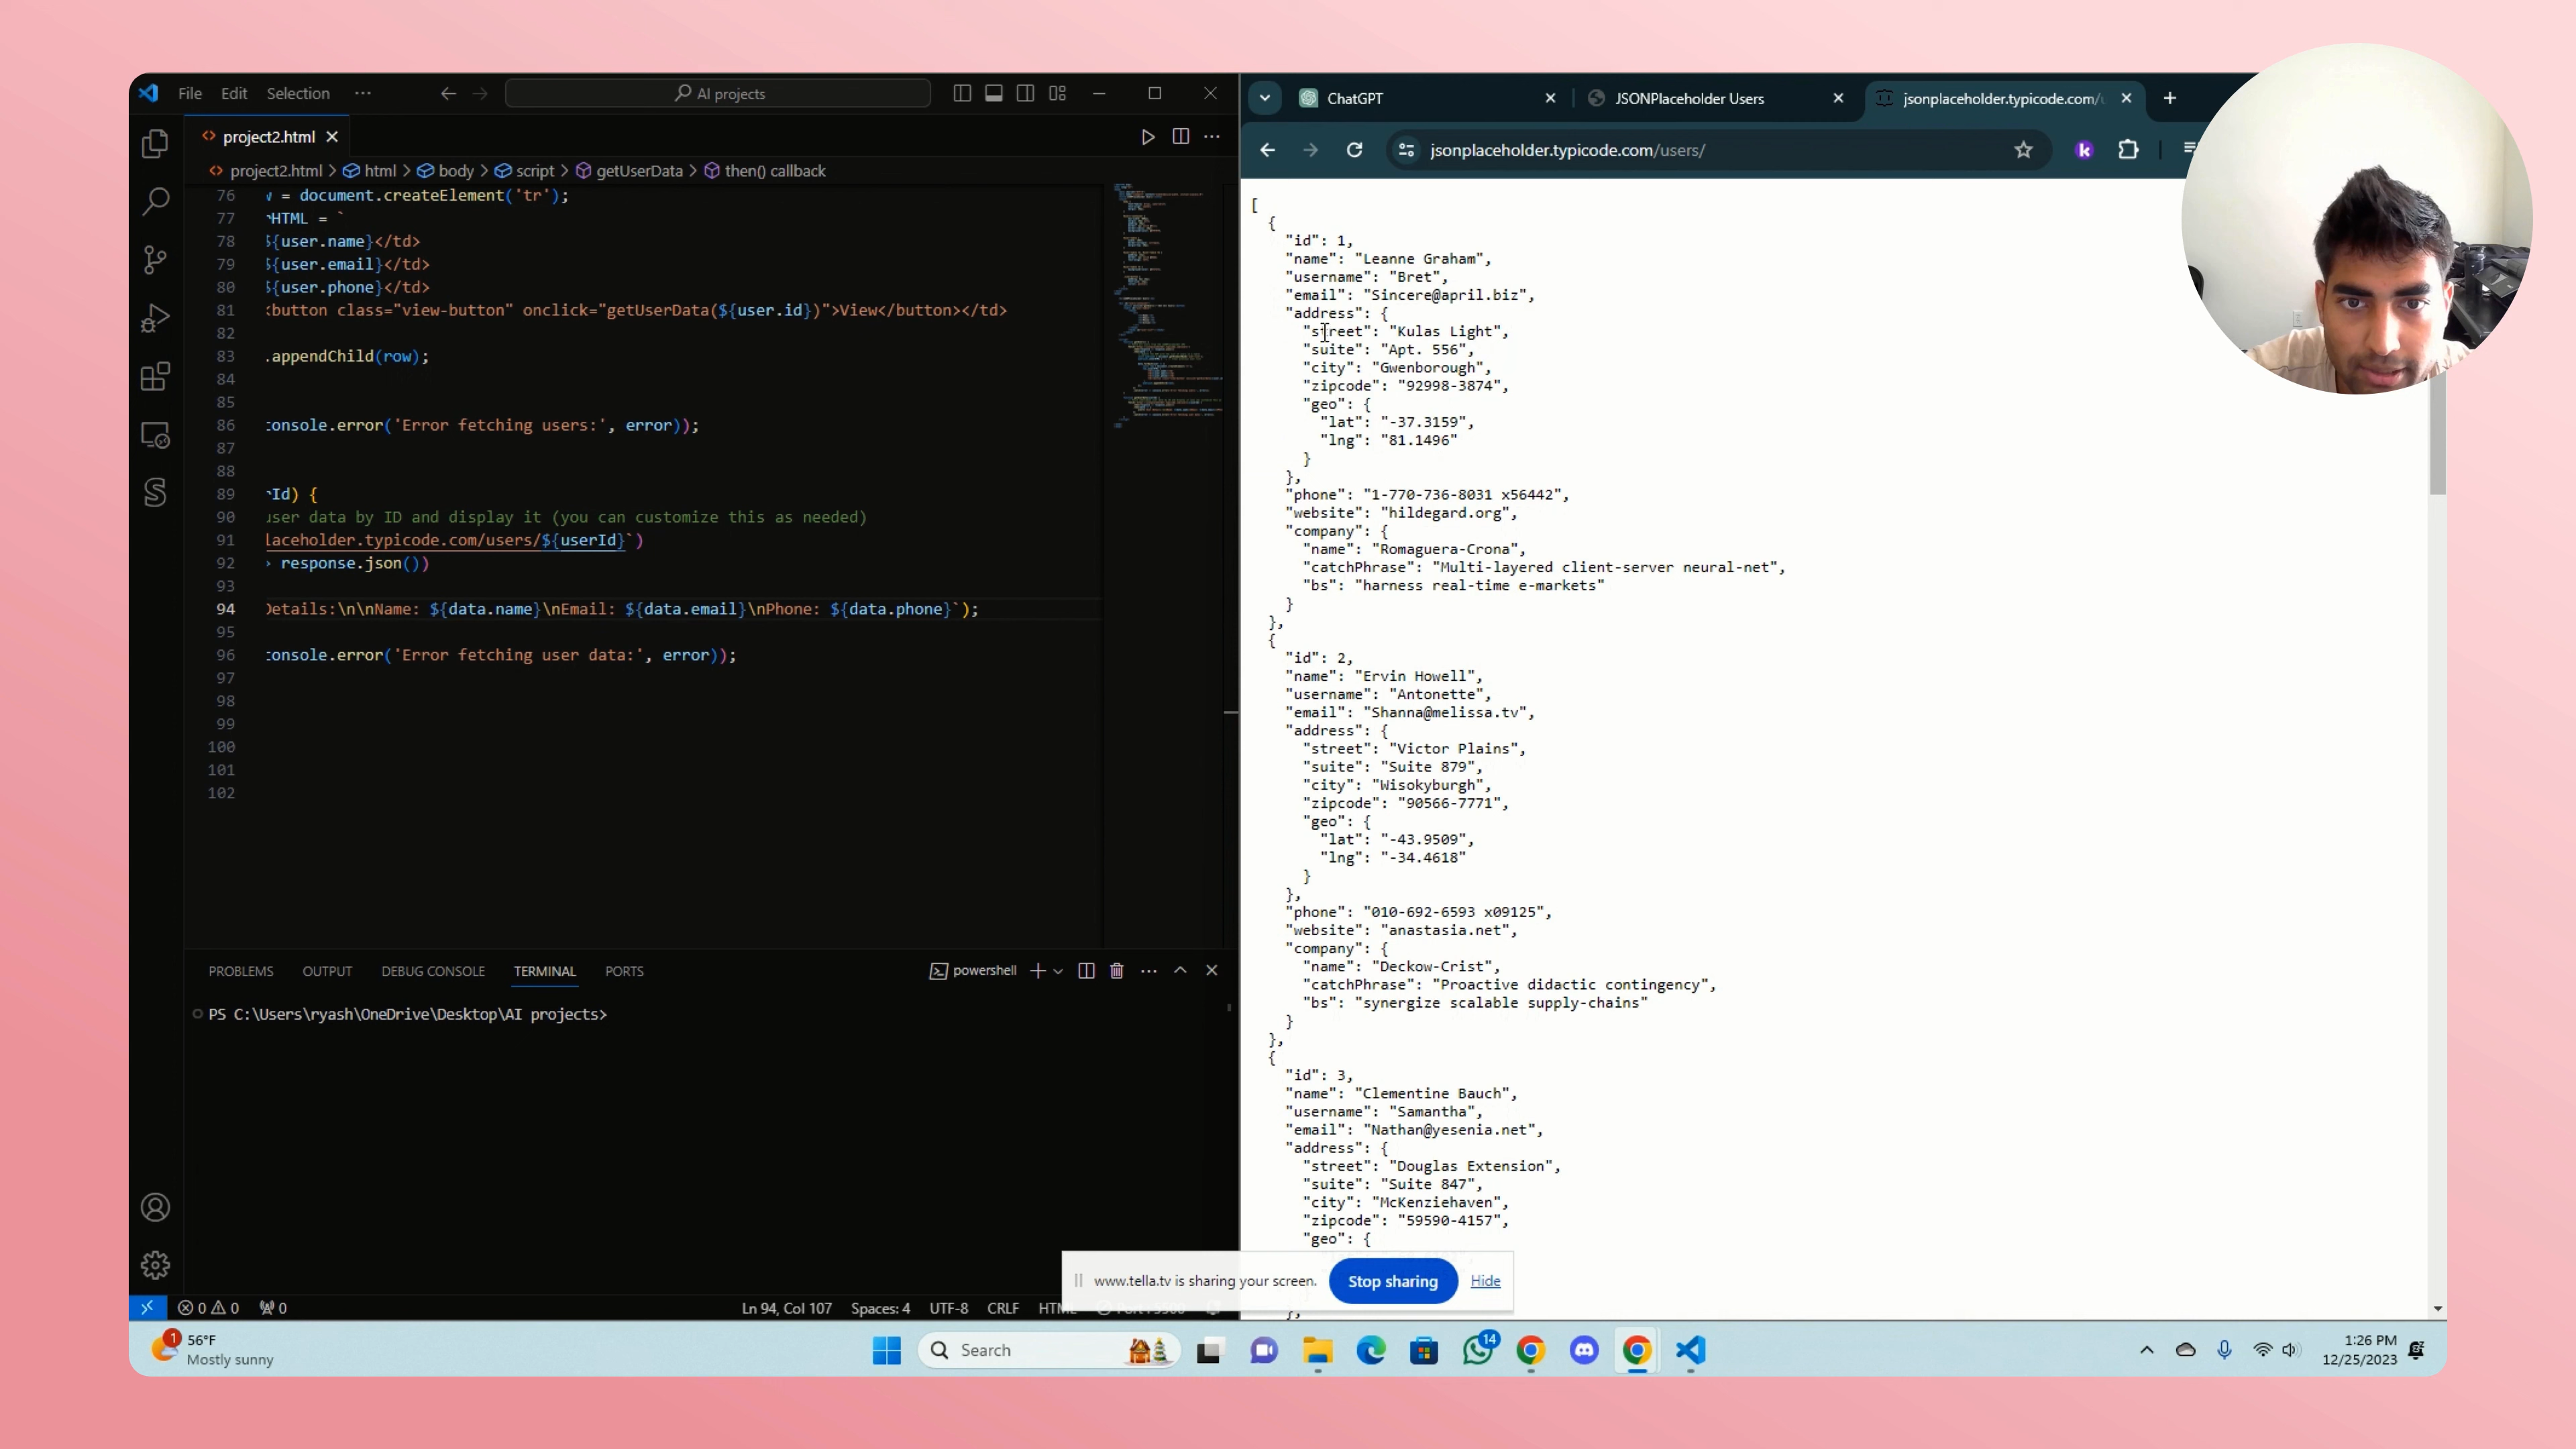 File Edit Selection ··· AI projects
project2.html
project2.html > html > body > script > getUserData > then() callback
76 = document.createElement('tr');
77 HTML = `
78 ${user.name}</td>
79 ${user.email}</td>
80 ${user.phone}</td>
81 <button class="view-button" onclick="getUserData(${user.id})">View</button></td>
82
83 .appendChild(row);
84
85
86 console.error('Error fetching users:', error));
87
88
89 rId) {
90 user data by ID and display it (you can customize this as needed)
91 laceholder.typicode.com/users/${userId}`)
92 > response.json())
93
94 Details:\n\nName: ${data.name}\nEmail: ${data.email}\nPhone: ${data.phone}`);
95
96 console.error('Error fetching user data:', error));
97
98
99
100
101
102
PROBLEMS OUTPUT DEBUG CONSOLE TERMINAL PORTS powershell
PS C:\Users\ryash\OneDrive\Desktop\AI projects>
0 0 0 Ln 94, Col 107 Spaces: 4 UTF-8 CRLF
ChatGPT JSONPlaceholder Users jsonplaceholder.typicode.com/
jsonplaceholder.typicode.com/users/
[
{
"id": 1,
"name": "Leanne Graham",
"username": "Bret",
"email": "Sincere@april.biz",
"address": {
"street": "Kulas Light",
"suite": "Apt. 556",
"city": "Gwenborough",
"zipcode": "92998-3874",
"geo": {
"lat": "-37.3159",
"lng": "81.1496"
}
},
"phone": "1-770-736-8031 x56442",
"website": "hildegard.org",
"company": {
"name": "Romaguera-Crona",
"catchPhrase": "Multi-layered client-server neural-net",
"bs": "harness real-time e-markets"
}
},
{
"id": 2,
"name": "Ervin Howell",
"username": "Antonette",
"email": "Shanna@melissa.tv",
"address": {
"street": "Victor Plains",
"suite": "Suite 879",
"city": "Wisokyburgh",
"zipcode": "90566-7771",
"geo": {
"lat": "-43.9509",
"lng": "-34.4618"
}
},
"phone": "010-692-6593 x09125",
"website": "anastasia.net",
"company": {
"name": "Deckow-Crist",
"catchPhrase": "Proactive didactic contingency",
"bs": "synergize scalable supply-chains"
}
},
{
"id": 3,
"name": "Clementine Bauch",
"username": "Samantha",
"email": "Nathan@yesenia.net",
"address": {
"street": "Douglas Extension",
"suite": "Suite 847",
"city": "McKenziehaven",
"zipcode": "59590-4157",
"geo": {
},
www.tella.tv is sharing your screen. Stop sharing Hide
1 56°F
Mostly sunny
Search
14
1:26 PM
12/25/2023